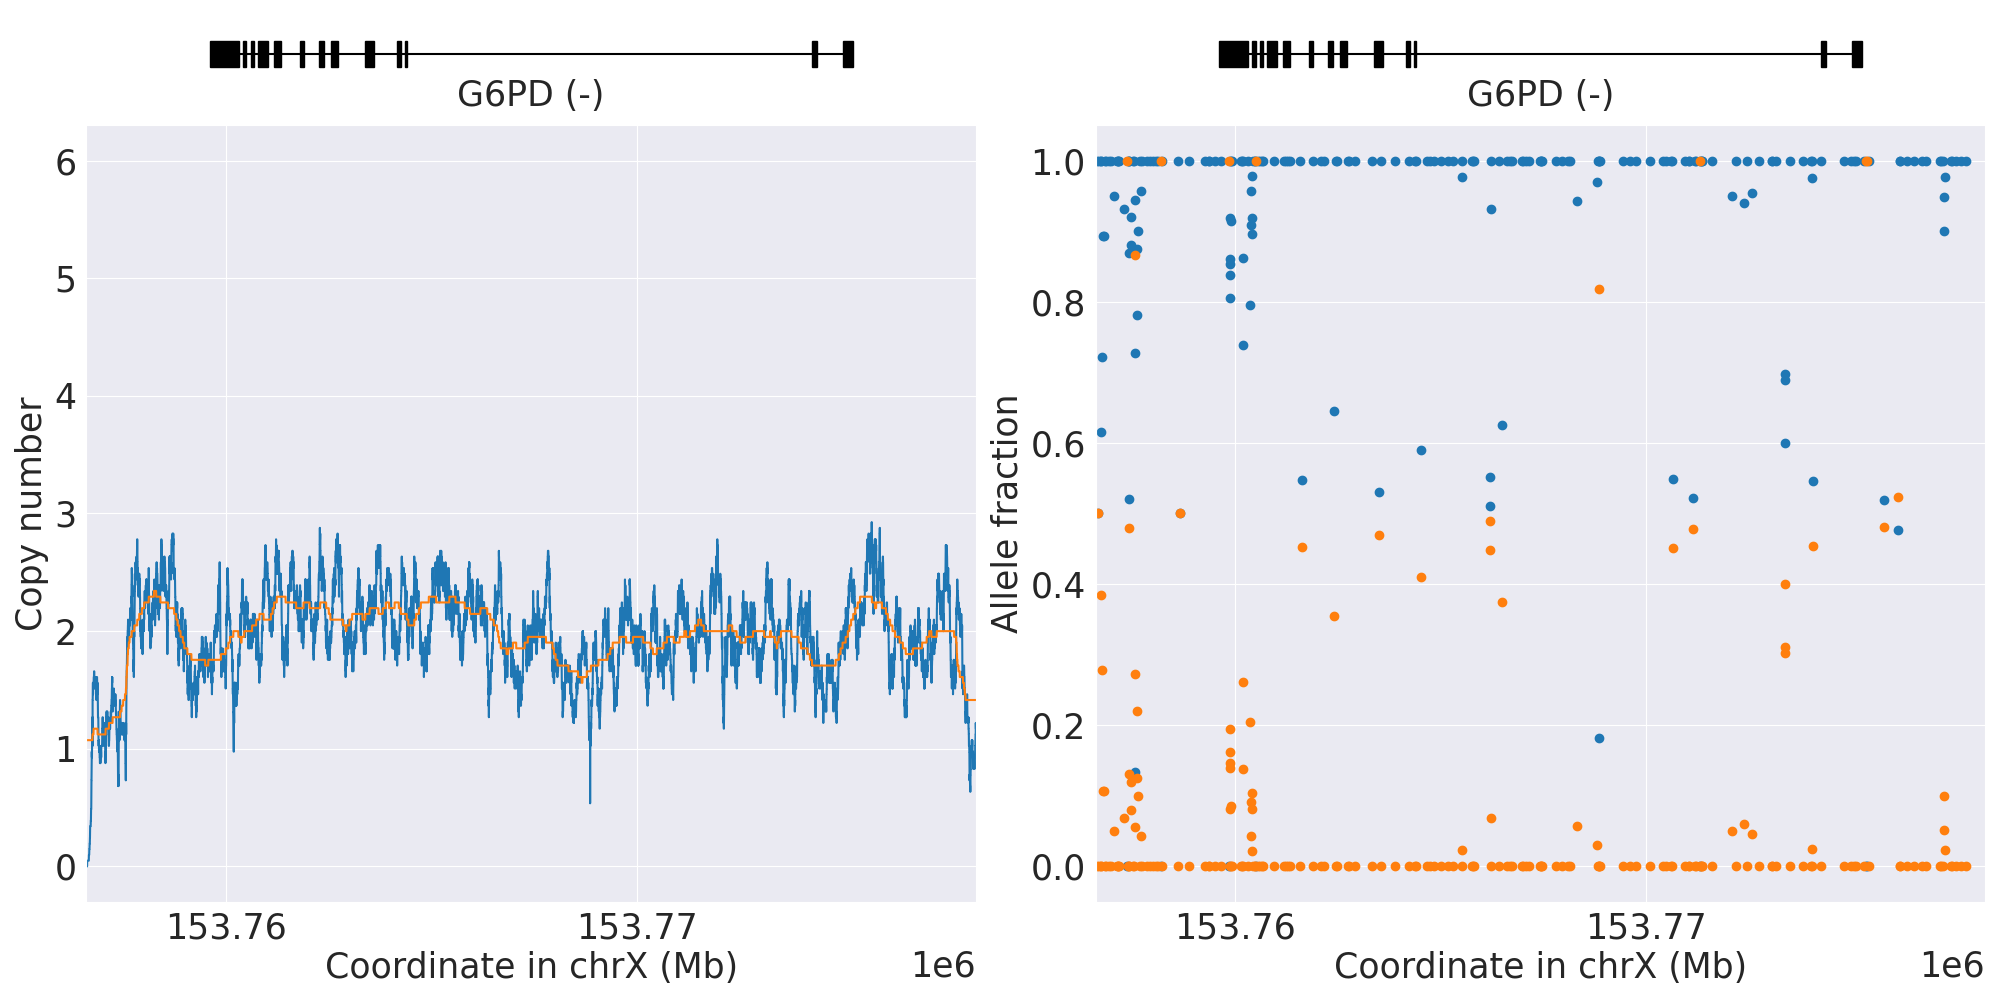 G6PD (-)
6
5
4
3
2
1
0
Copy number
153.76
153.77
Coordinate in chrX (Mb)
1e6
G6PD (-)
1.0
0.8
0.6
0.4
0.2
0.0
Allele fraction
153.76
153.77
Coordinate in chrX (Mb)
1e6